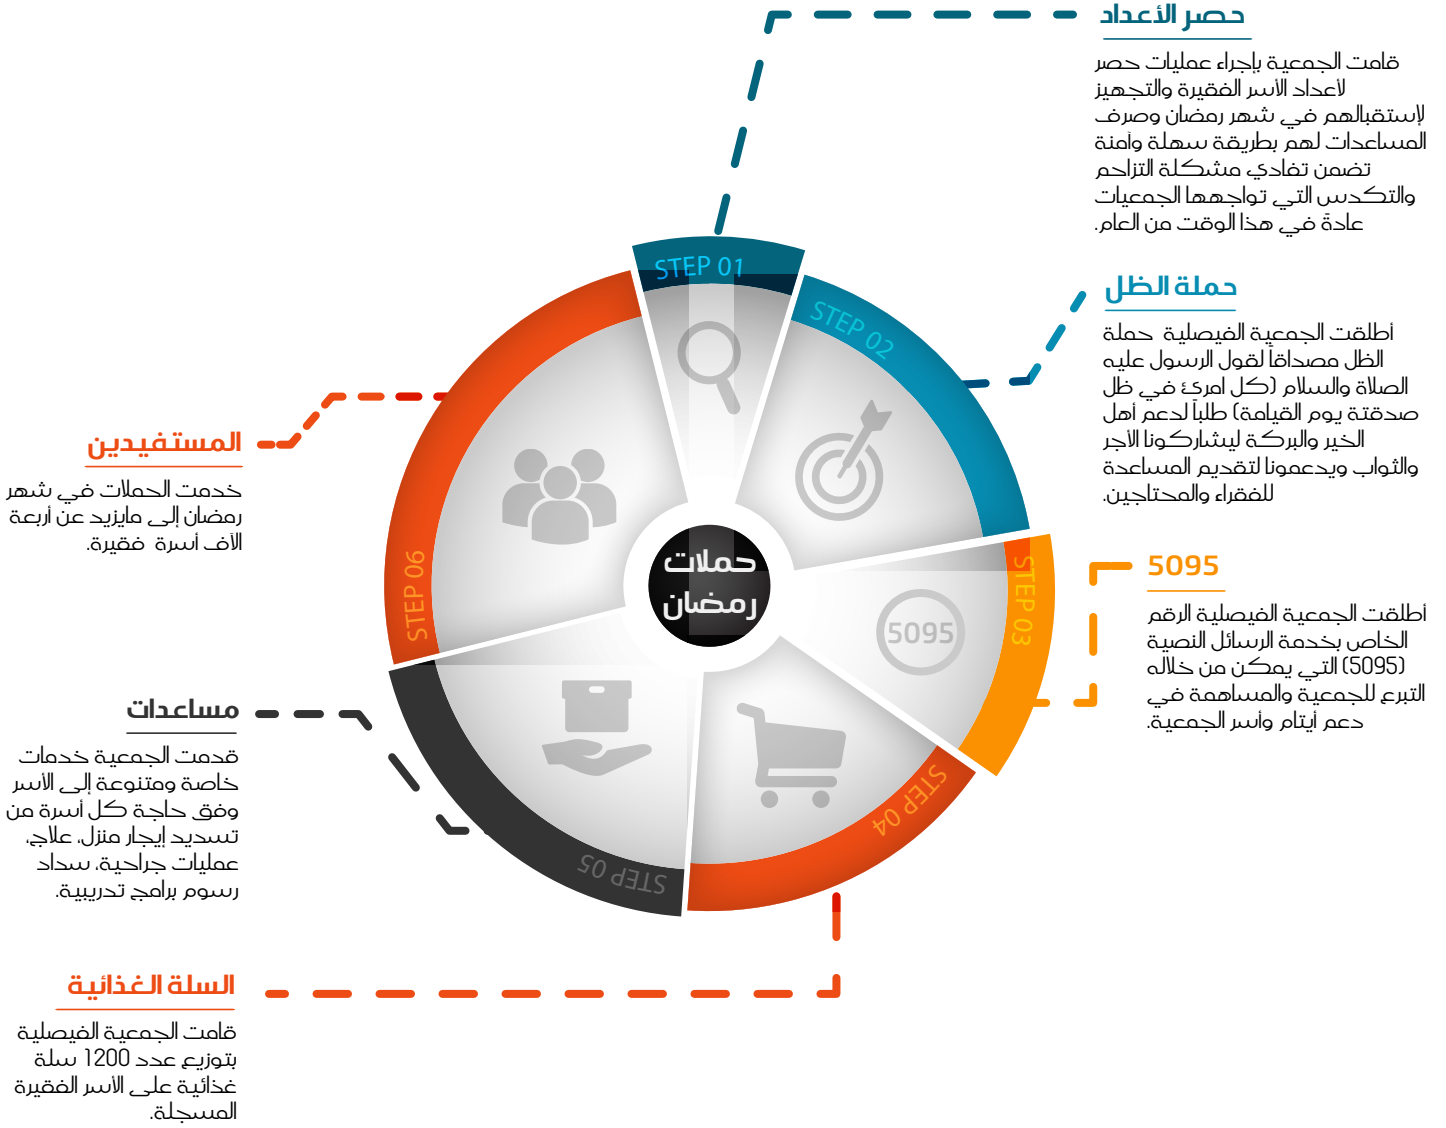 حصر الأعداد
قامت الجمعية بإجراء عمليات حصر
لأعداد الأسر الفقيرة والتجهيز
لإستقبالهم في شهر رمضان وصرف
المساعدات لهم بطريقة سهلة وآمنة
تضمن تفادي مشكلة التزاحم
والتكدس التي تواجهها الجمعيات
عادةً في هذا الوقت من العام.
حملة الظل
أطلقت الجمعية الفيصلية حملة
الظل مصداقاً لقول الرسول عليه
الصلاة والسلام (كل امرئ في ظل
صدقتة يوم القيامة) طلباً لدعم أهل
الخير والبركة ليشاركونا الأجر
والثواب ويدعمونا لتقديم المساعدة
للفقراء والمحتاجين.
5095
أطلقت الجمعية الفيصلية الرقم
الخاص بخدمة الرسائل النصية
(5095) التي يمكن من خلاله
التبرع للجمعية والمساهمة في
دعم أيتام وأسر الجمعية.
STEP 01
STEP 02
STEP 03
5095
STEP 04
STEP 05
STEP 06
حملات
رمضان
المستفيدين
خدمت الحملات في شهر
رمضان إلى مايزيد عن أربعة
الآف أسرة فقيرة.
مساعدات
قدمت الجمعية خدمات
خاصة ومتنوعة إلى الأسر
وفق حاجة كل أسرة من
تسديد إيجار منزل، علاج،
عمليات جراحية، سداد
رسوم برامج تدريبية.
السلة الغذائية
قامت الجمعية الفيصلية
بتوزيع عدد 1200 سلة
غذائية على الأسر الفقيرة
المسجلة.